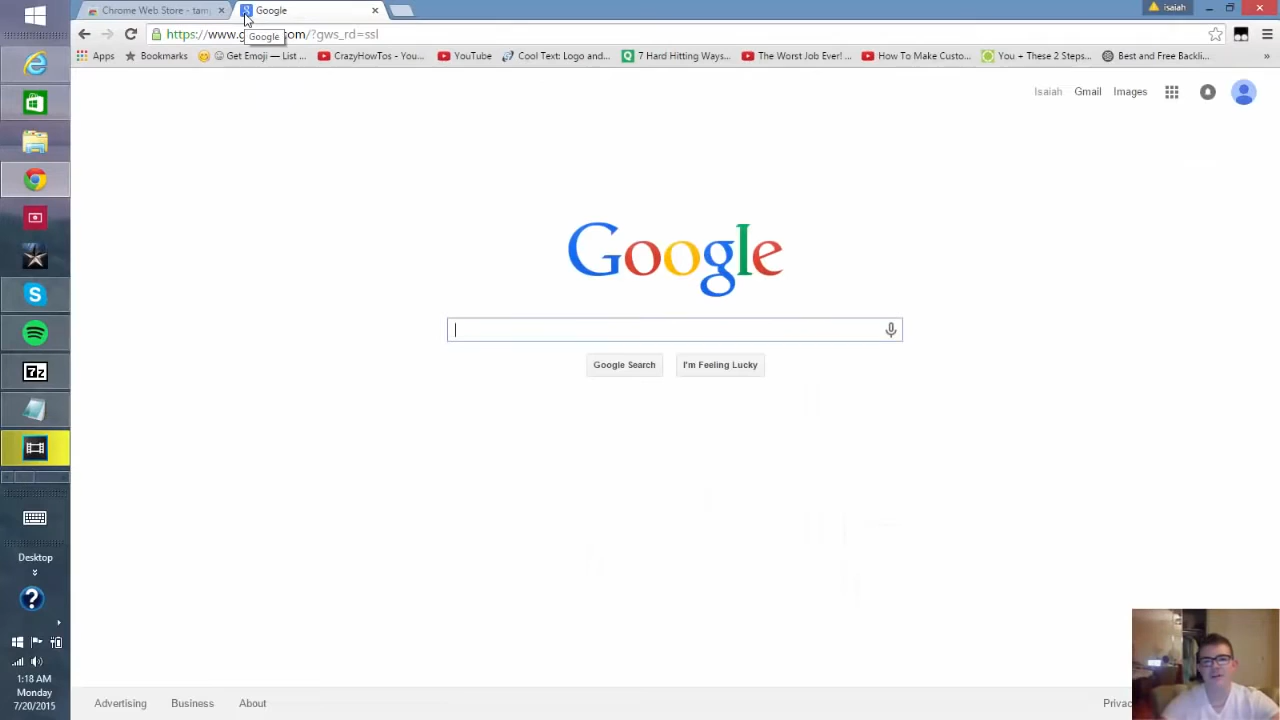 Chrome Web Store - tam
Google
isaiah
https://www.g
Google
om/?gws_rd=ssl
Apps
Bookmarks
Get Emoji — List ...
CrazyHowTos - You...
YouTube
Cool Text: Logo and...
7 Hard Hitting Ways...
The Worst Job Ever! ...
How To Make Custo...
You + These 2 Steps...
Best and Free Backli...
»
Isaiah
Gmail
Images
Google
Google Search
I'm Feeling Lucky
7z
Desktop
1:18 AM
Monday
7/20/2015
Advertising
Business
About
Privac